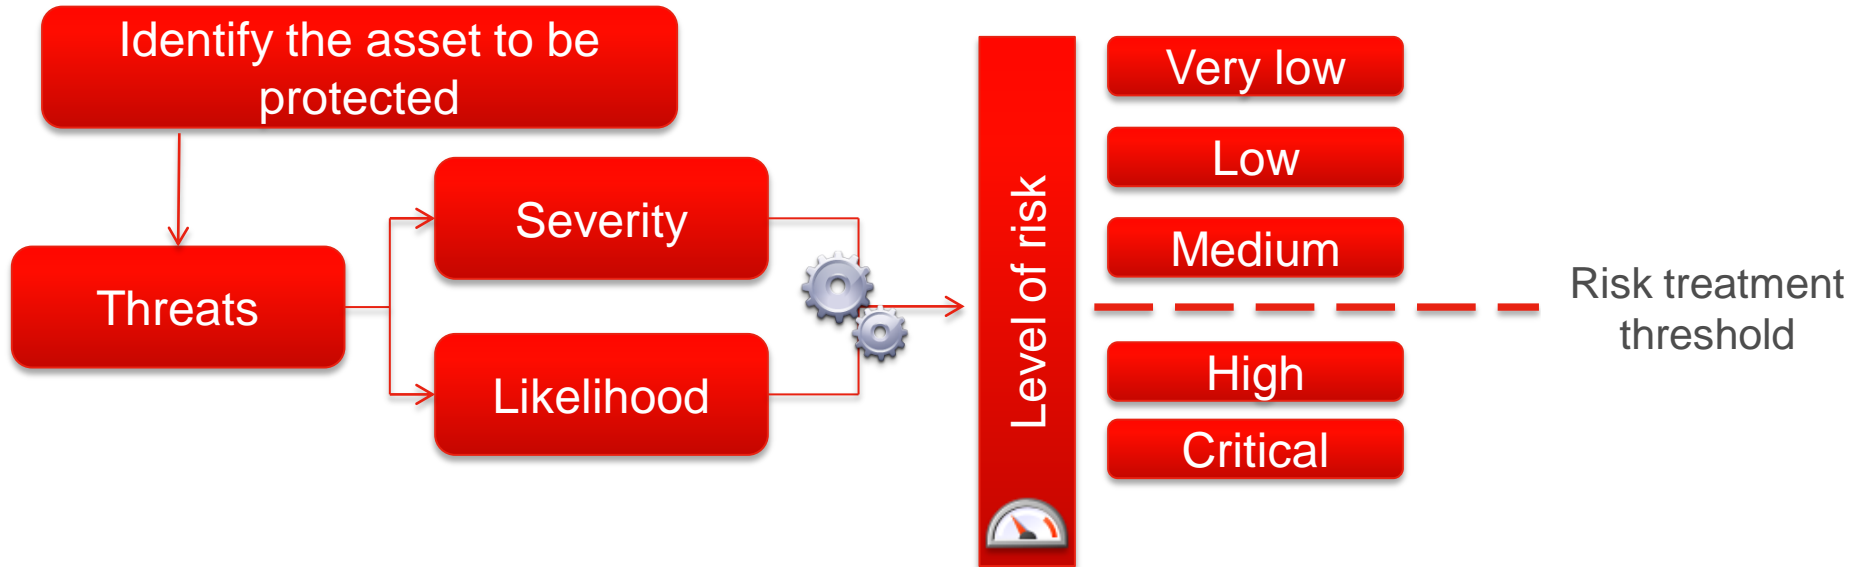 Identify the asset to be
protected
Threats
Severity
Likelihood
Level of risk
Very low
Low
Medium
High
Critical
Risk treatment
threshold